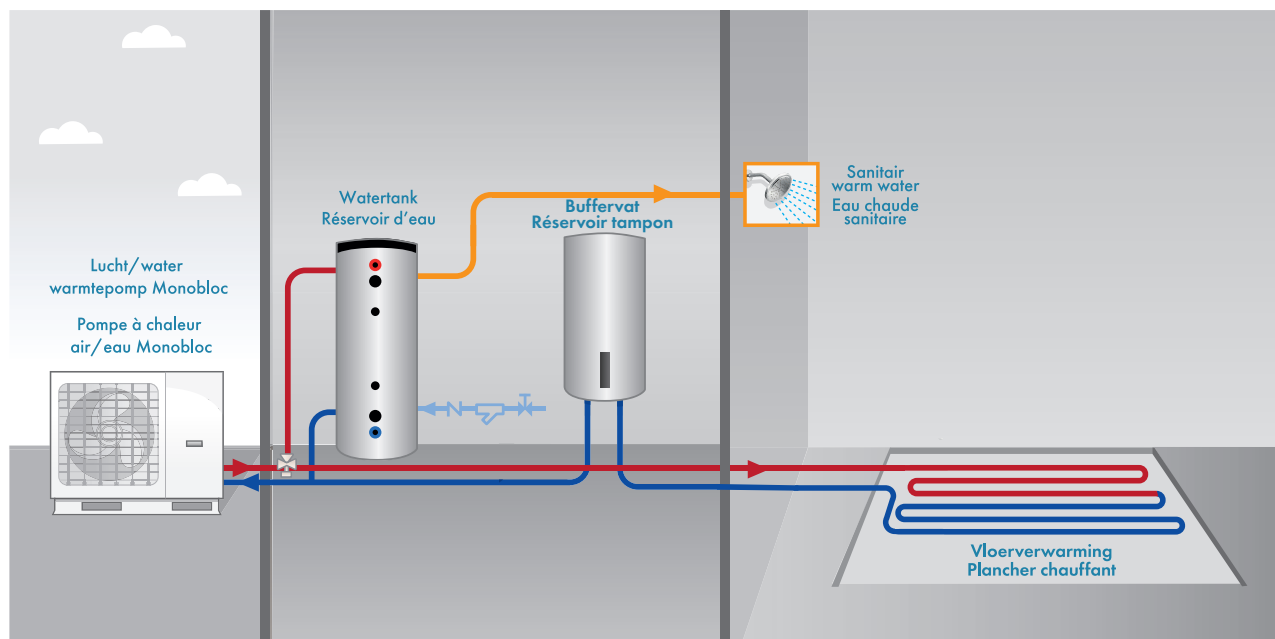 Lucht/water
warmtepomp Monobloc
Pompe à chaleur
air/eau Monobloc
Watertank
Réservoir d'eau
Buffervat
Réservoir tampon
Sanitair
warm water
Eau chaude
sanitaire
Vloerverwarming
Plancher chauffant